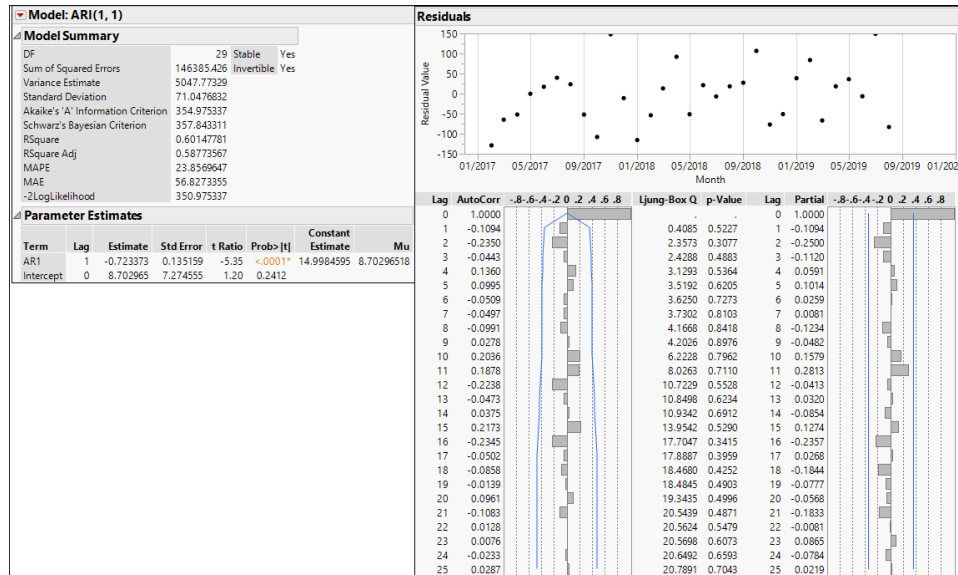 Model: ARI(1, 1)
Model Summary
DF 29 Stable Yes
Sum of Squared Errors 146385.426 Invertible Yes
Variance Estimate 5047.77329
Standard Deviation 71.0476832
Akaike's 'A' Information Criterion 354.975337
Schwarz's Bayesian Criterion 357.843311
RSquare 0.60147781
RSquare Adj 0.58773567
MAPE 23.8569647
MAE 56.8273355
-2LogLikelihood 350.975337
Parameter Estimates
Constant
Term Lag Estimate Std Error t Ratio Prob>|t| Estimate Mu
AR1 1 -0.723373 0.135159 -5.35 <.0001* 14.9984595 8.70296518
Intercept 0 8.702965 7.274555 1.20 0.2412
Residuals
Residual Value
150
100
50
0
-50
-100
-150
01/2017 05/2017 09/2017 01/2018 05/2018 09/2018 01/2019 05/2019 09/2019 01/202
Month
Lag AutoCorr -.8-.6-.4-.2 0 .2 .4 .6 .8 Ljung-Box Q p-Value Lag Partial -.8-.6-.4-.2 0 .2 .4 .6 .8
0 1.0000 . . 0 1.0000
1 -0.1094 0.4085 0.5227 1 -0.1094
2 -0.2350 2.3573 0.3077 2 -0.2500
3 -0.0443 2.4288 0.4883 3 -0.1120
4 0.1360 3.1293 0.5364 4 0.0591
5 0.0995 3.5192 0.6205 5 0.1014
6 -0.0509 3.6250 0.7273 6 0.0259
7 -0.0497 3.7302 0.8103 7 0.0081
8 -0.0991 4.1668 0.8418 8 -0.1234
9 0.0278 4.2026 0.8976 9 -0.0482
10 0.2036 6.2228 0.7962 10 0.1579
11 0.1878 8.0263 0.7110 11 0.2813
12 -0.2238 10.7229 0.5528 12 -0.0413
13 -0.0473 10.8498 0.6234 13 0.0320
14 0.0375 10.9342 0.6912 14 -0.0854
15 0.2173 13.9542 0.5290 15 0.1274
16 -0.2345 17.7047 0.3415 16 -0.2357
17 -0.0502 17.8887 0.3959 17 0.0268
18 -0.0858 18.4680 0.4252 18 -0.1844
19 -0.0139 18.4845 0.4903 19 -0.0777
20 0.0961 19.3435 0.4996 20 -0.0568
21 -0.1083 20.5439 0.4871 21 -0.1833
22 0.0128 20.5624 0.5479 22 -0.0081
23 0.0076 20.5698 0.6073 23 0.0865
24 -0.0233 20.6492 0.6593 24 -0.0784
25 0.0287 20.7891 0.7043 25 0.0219